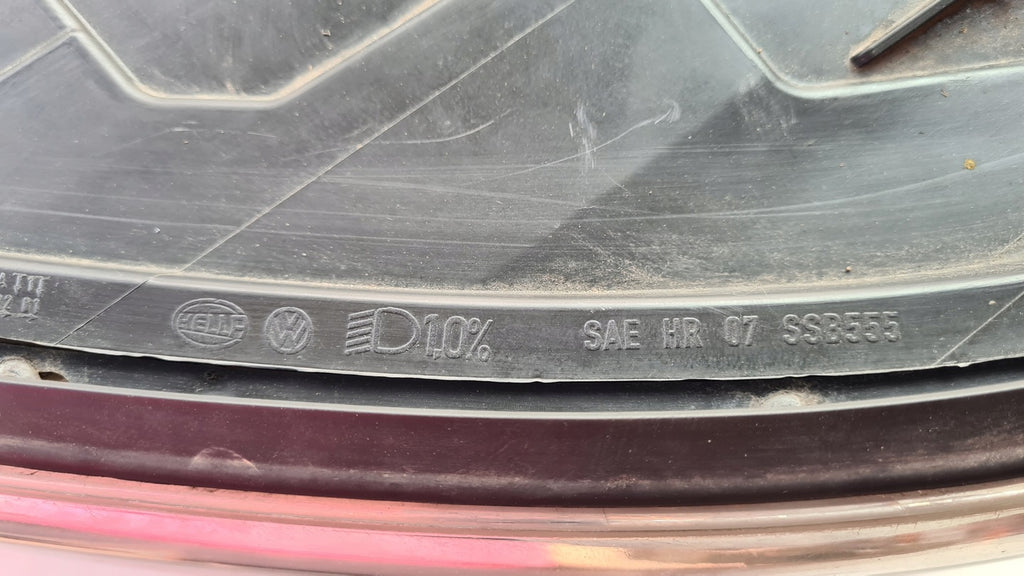 HELLA VW 1,0% SAE HR 07 SSB555